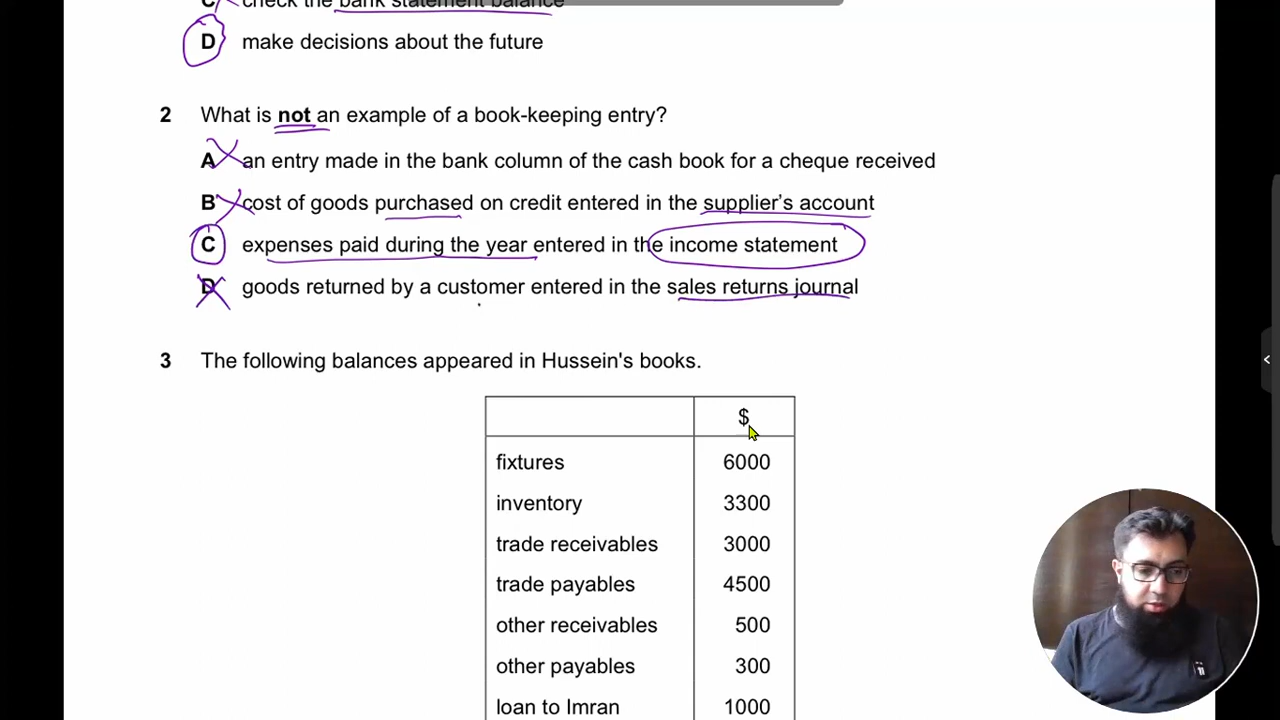 C check the bank statement balance
D make decisions about the future
2 What is not an example of a book-keeping entry?
A an entry made in the bank column of the cash book for a cheque received
B cost of goods purchased on credit entered in the supplier's account
C expenses paid during the year entered in the income statement
D goods returned by a customer entered in the sales returns journal
3 The following balances appeared in Hussein's books.
$
fixtures 6000
inventory 3300
trade receivables 3000
trade payables 4500
other receivables 500
other payables 300
loan to Imran 1000